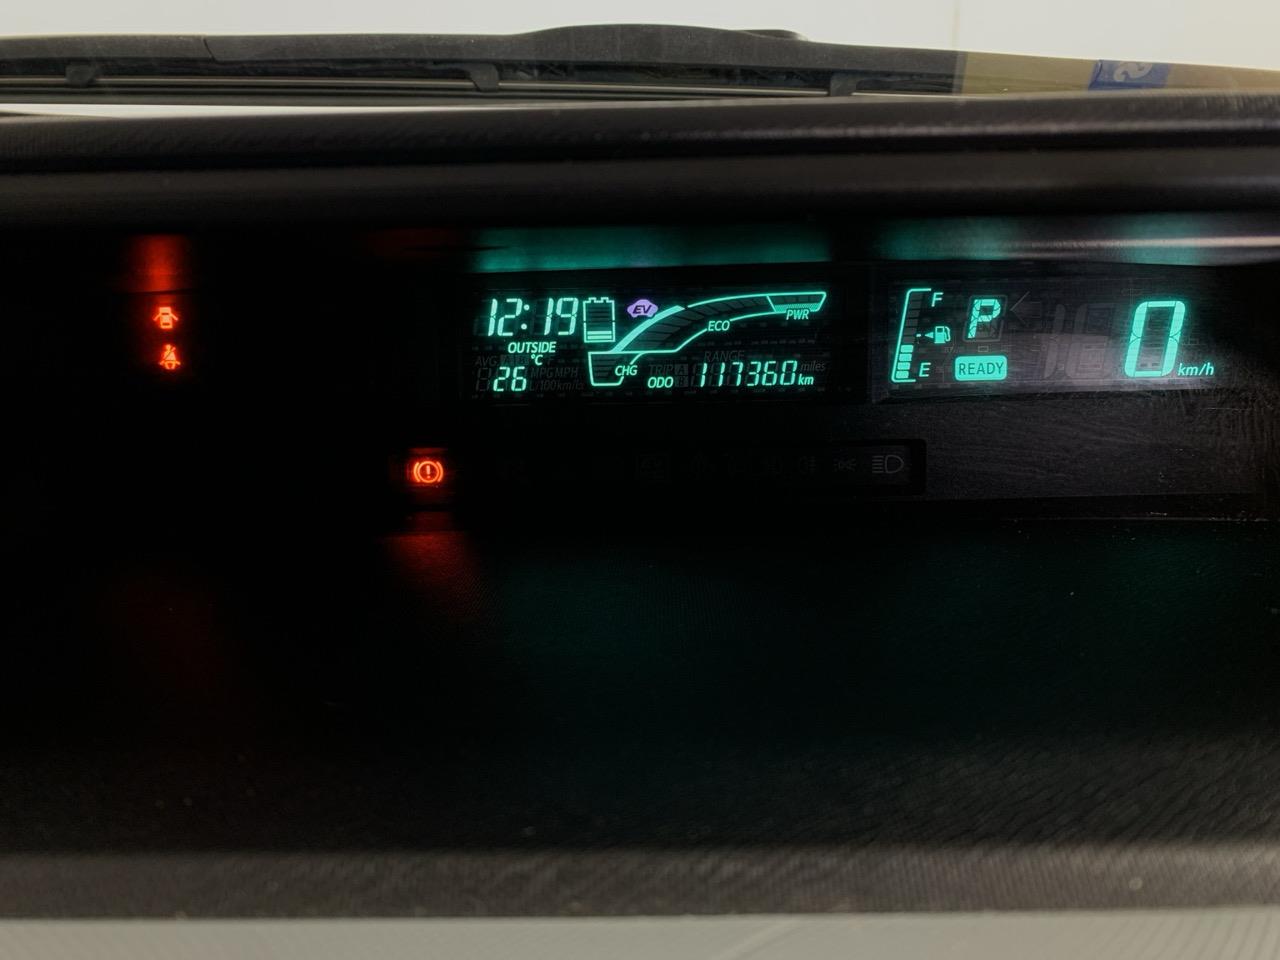 12:19
EV
ECO
PWR
OUTSIDE
°C
26
CHG
ODO 117360 km
F
P
E
READY
0 km/h
AVG
MPG MPH
L/100km/h
TRIP A
B
RANGE
miles